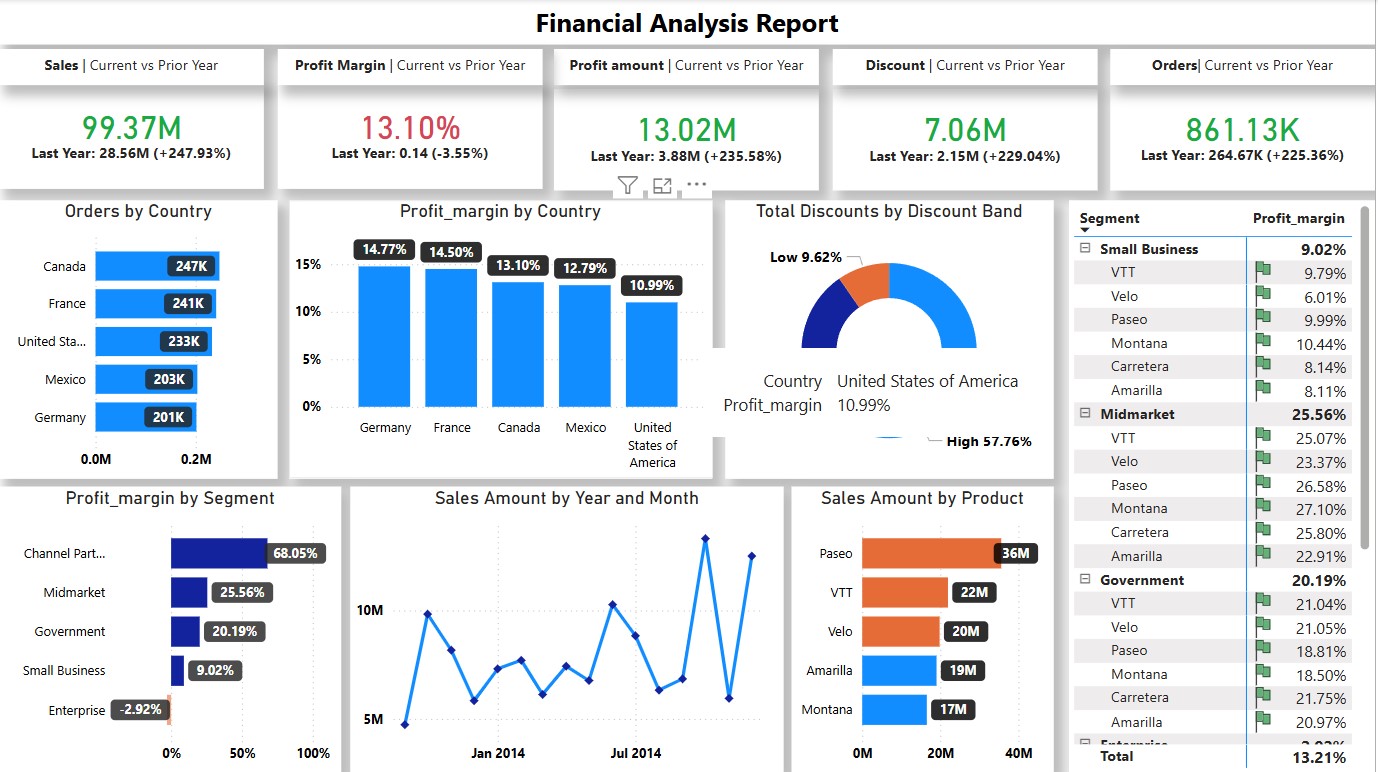 Financial Analysis Report
Sales | Current vs Prior Year
99.37M
Last Year: 28.56M (+247.93%)
Profit Margin | Current vs Prior Year
13.10%
Last Year: 0.14 (-3.55%)
Profit amount | Current vs Prior Year
13.02M
Last Year: 3.88M (+235.58%)
Discount | Current vs Prior Year
7.06M
Last Year: 2.15M (+229.04%)
Orders| Current vs Prior Year
861.13K
Last Year: 264.67K (+225.36%)
Orders by Country
Canada 247K
France 241K
United Sta... 233K
Mexico 203K
Germany 201K
0.0M 0.2M
Profit_margin by Country
15%
10%
5%
0%
14.77% 14.50% 13.10% 12.79% 10.99%
Germany France Canada Mexico United
States of
America
Total Discounts by Discount Band
Low 9.62%
Country United States of America
Profit_margin 10.99%
High 57.76%
Profit_margin by Segment
Channel Part... 68.05%
Midmarket 25.56%
Government 20.19%
Small Business 9.02%
Enterprise -2.92%
0% 50% 100%
Sales Amount by Year and Month
10M
5M
Jan 2014 Jul 2014
Sales Amount by Product
Paseo 36M
VTT 22M
Velo 20M
Amarilla 19M
Montana 17M
0M 20M 40M
Segment Profit_margin
Small Business 9.02%
VTT 9.79%
Velo 6.01%
Paseo 9.99%
Montana 10.44%
Carretera 8.14%
Amarilla 8.11%
Midmarket 25.56%
VTT 25.07%
Velo 23.37%
Paseo 26.58%
Montana 27.10%
Carretera 25.80%
Amarilla 22.91%
Government 20.19%
VTT 21.04%
Velo 21.05%
Paseo 18.81%
Montana 18.50%
Carretera 21.75%
Amarilla 20.97%
Total 13.21%